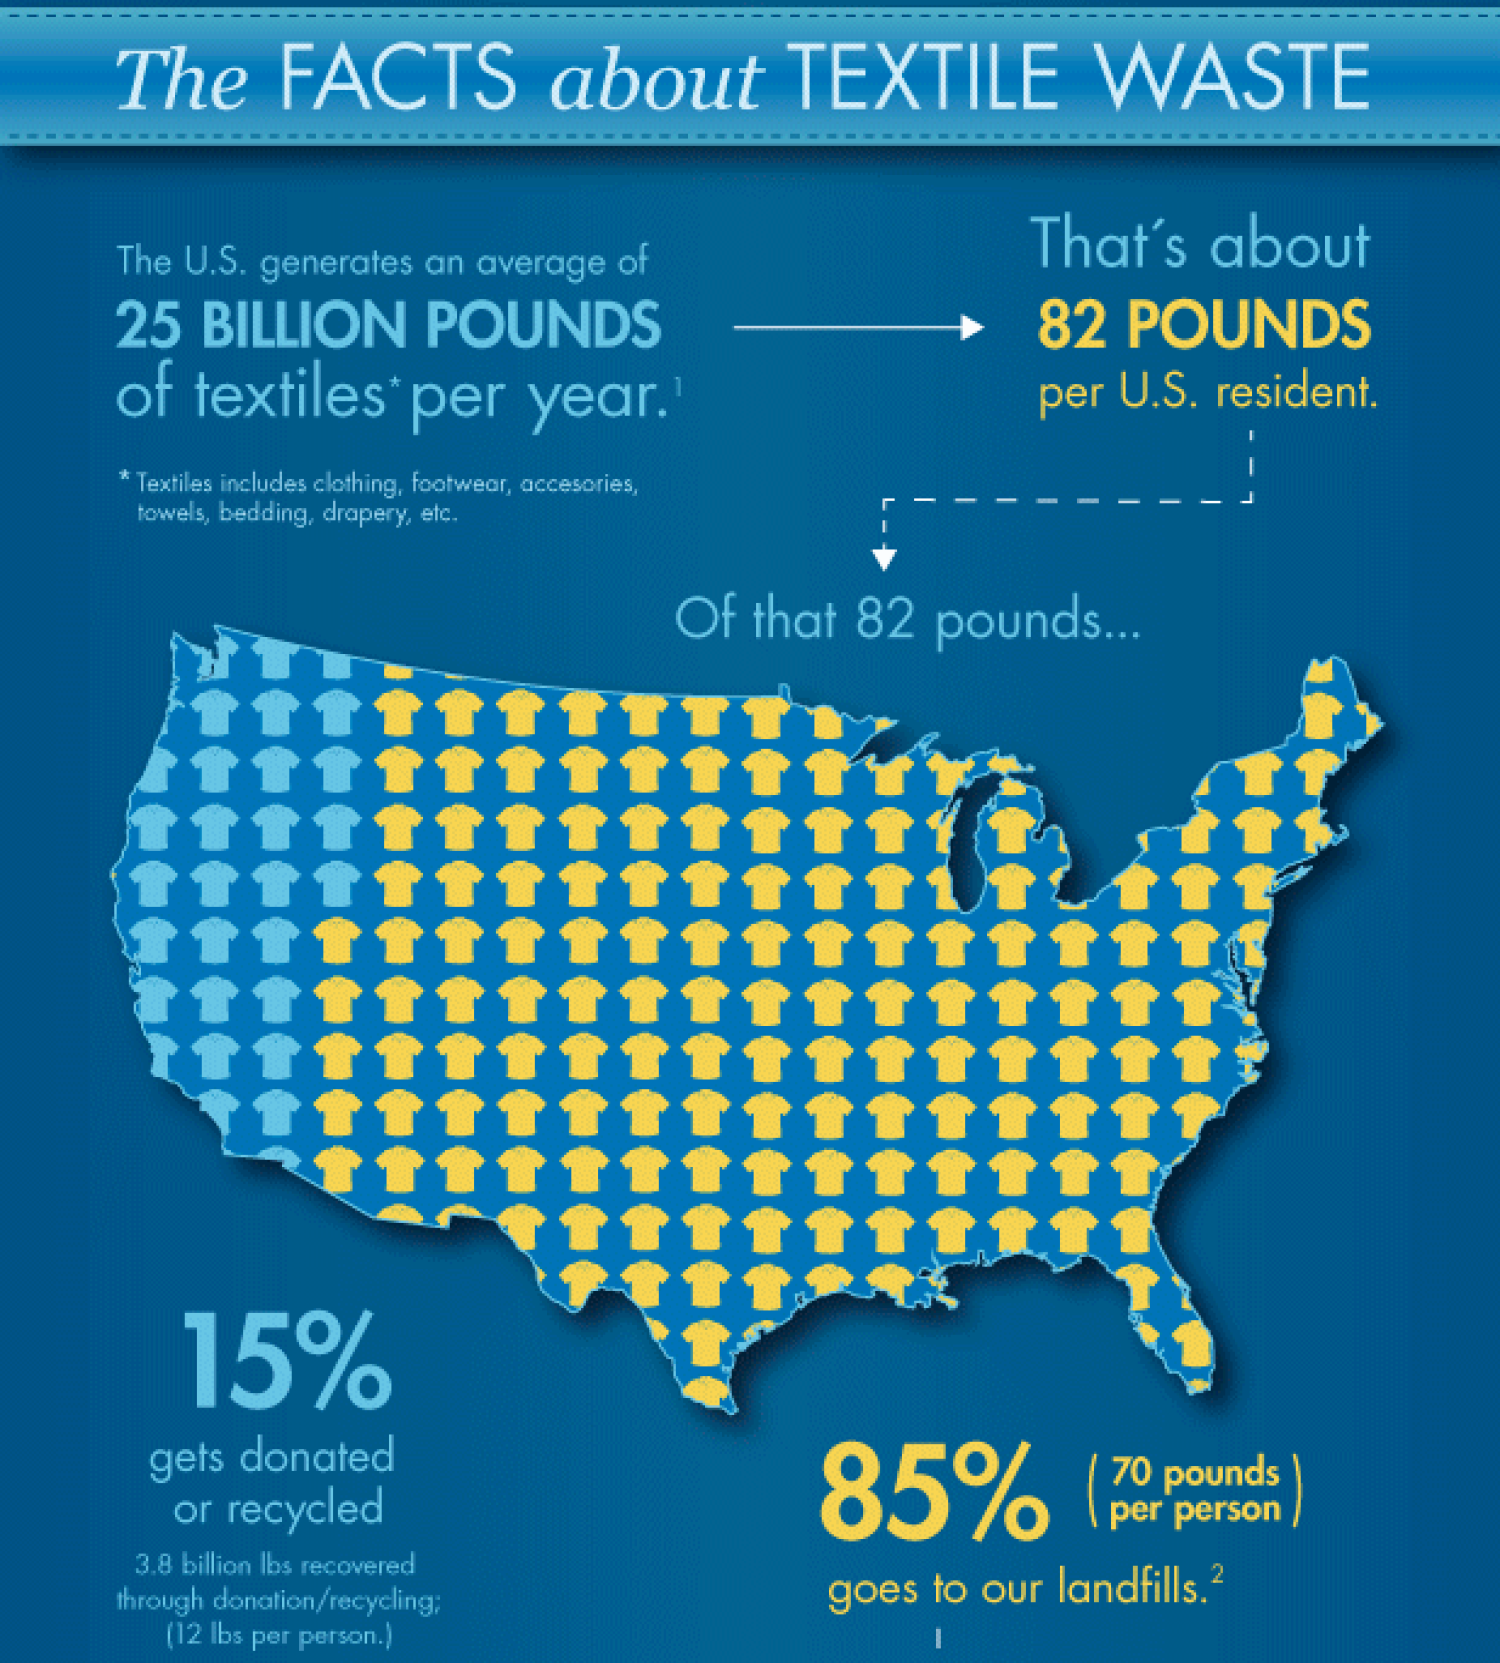 The FACTS about TEXTILE WASTE
The U.S. generates an average of
25 BILLION POUNDS
of textiles* per year.¹
* Textiles includes clothing, footwear, accesories,
towels, bedding, drapery, etc.
That´s about
82 POUNDS
per U.S. resident.
Of that 82 pounds...
15%
gets donated
or recycled
3.8 billion lbs recovered
through donation/recycling;
(12 lbs per person.)
85%
(70 pounds
per person)
goes to our landfills.²